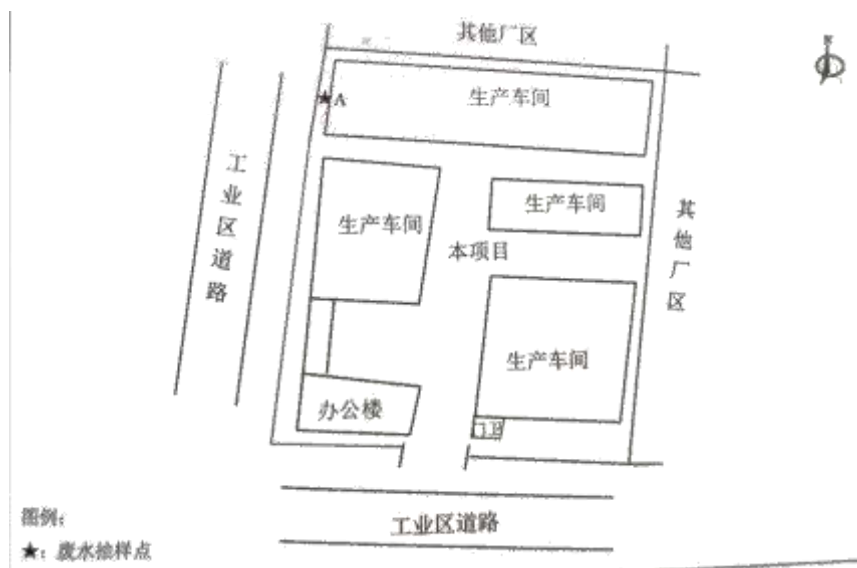 其他厂区
N
★A
生产车间
工业区道路
生产车间
生产车间
其他厂区
本项目
生产车间
办公楼
门卫
工业区道路
图例:
★: 废水抽样点